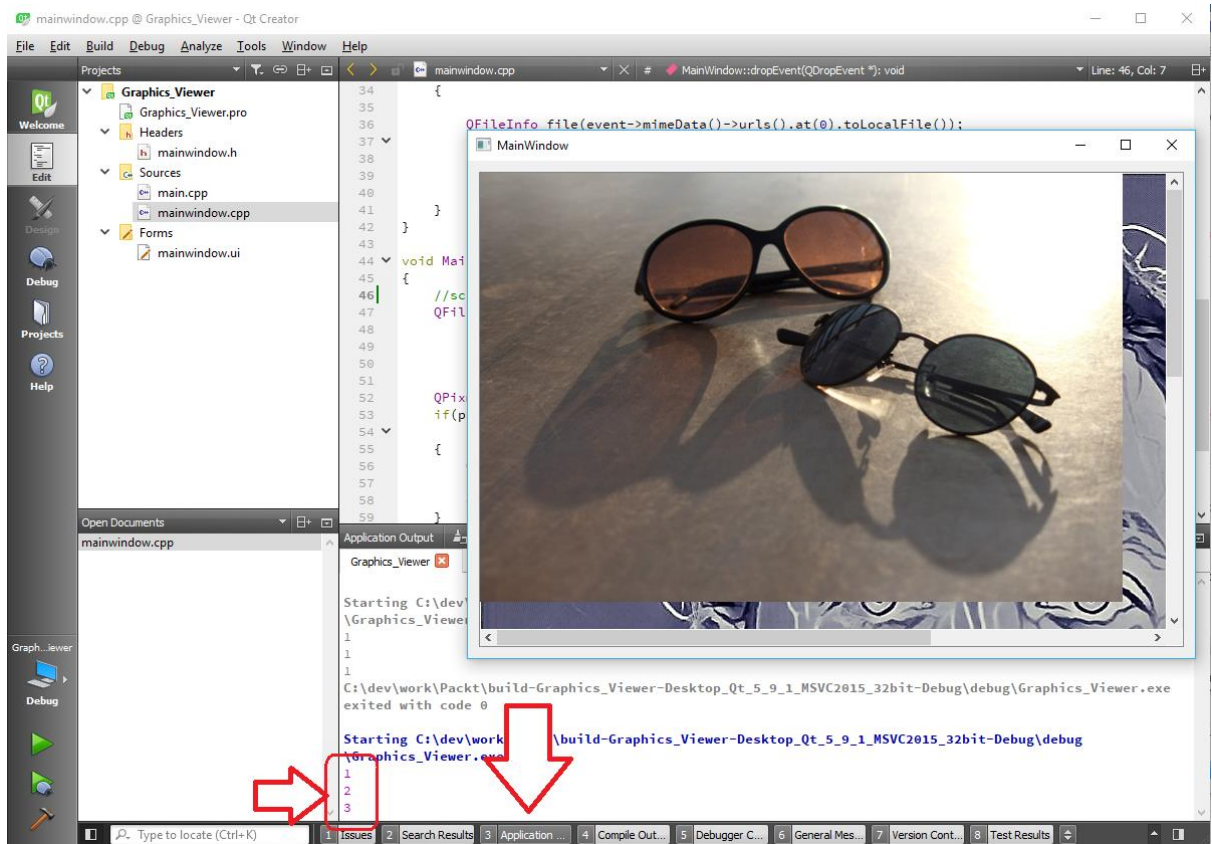 mainwindow.cpp @ Graphics_Viewer - Qt Creator
File Edit Build Debug Analyze Tools Window Help
Projects
mainwindow.cpp
# MainWindow::dropEvent(QDropEvent *): void
Line: 46, Col: 7
Welcome
Edit
Design
Debug
Projects
Help
Graphics_Viewer
Graphics_Viewer.pro
Headers
mainwindow.h
Sources
main.cpp
mainwindow.cpp
Forms
mainwindow.ui
34 {
35
36 QFileInfo file(event->mimeData()->urls().at(0).toLocalFile());
37
38
39
40
41 }
42 }
43
44 void Mai
45 {
46 //sc
47 QFil
48
49
50
51
52 QPix
53 if(p
54
55 {
56
57
58
59 }
MainWindow
Open Documents
mainwindow.cpp
Application Output
Graphics_Viewer
Starting C:\dev
\Graphics_Viewer
1
1
1
C:\dev\work\Packt\build-Graphics_Viewer-Desktop_Qt_5_9_1_MSVC2015_32bit-Debug\debug\Graphics_Viewer.exe
exited with code 0
Starting C:\dev\work \build-Graphics_Viewer-Desktop_Qt_5_9_1_MSVC2015_32bit-Debug\debug
\Graphics_Viewer.exe
1
2
3
Graph...iewer
Debug
Type to locate (Ctrl+K)
1 Issues 2 Search Results 3 Application ... 4 Compile Out... 5 Debugger C... 6 General Mes... 7 Version Cont... 8 Test Results